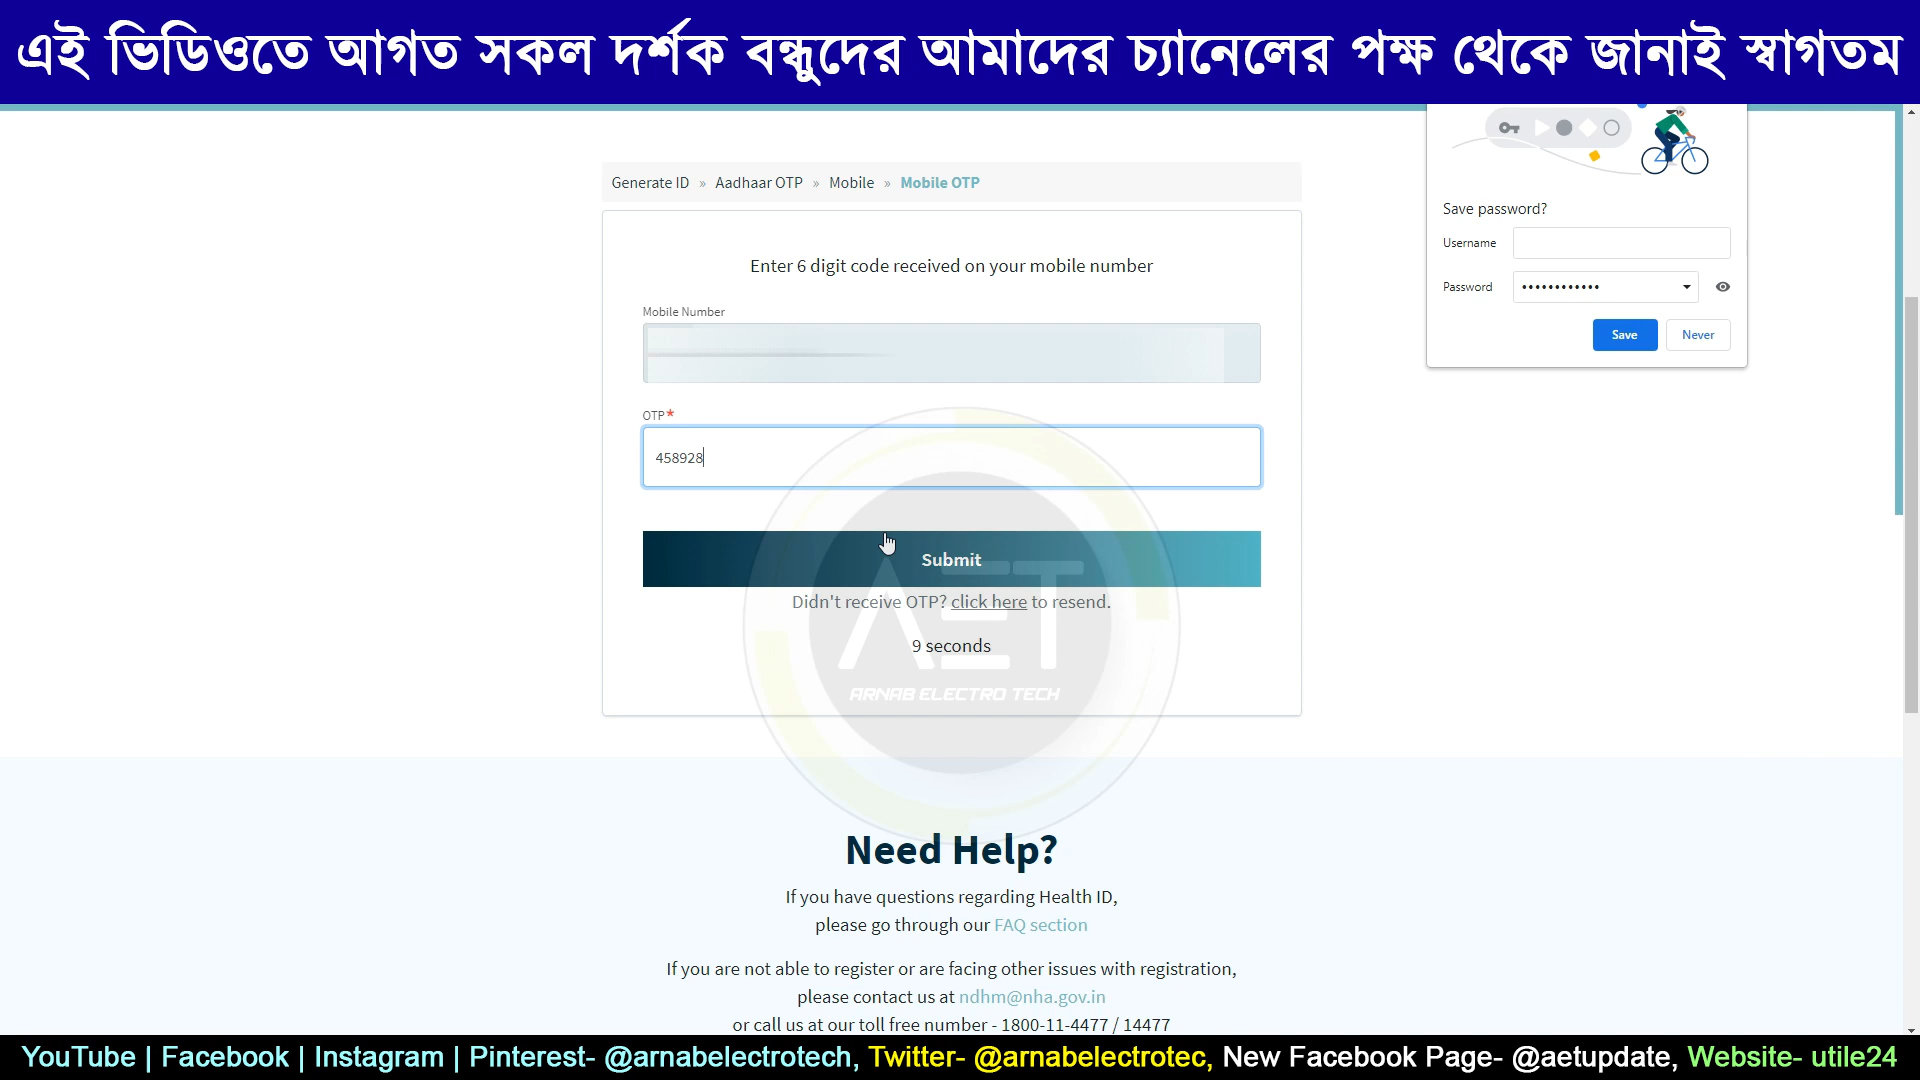 এই ভিডিওতে আগত সকল দর্শক বন্ধুদের আমাদের চ্যানেলের পক্ষ থেকে জানাই স্বাগতম
Generate ID » Aadhaar OTP » Mobile » Mobile OTP
Enter 6 digit code received on your mobile number
Mobile Number
OTP*
458928
Submit
Didn't receive OTP? click here to resend.
9 seconds
AET
ARNAB ELECTRO TECH
Save password?
Username
Password ••••••••••••
Save Never
Need Help?
If you have questions regarding Health ID,
please go through our FAQ section
If you are not able to register or are facing other issues with registration,
please contact us at ndhm@nha.gov.in
or call us at our toll free number - 1800-11-4477 / 14477
YouTube | Facebook | Instagram | Pinterest- @arnabelectrotech, Twitter- @arnabelectrotec, New Facebook Page- @aetupdate, Website- utile24